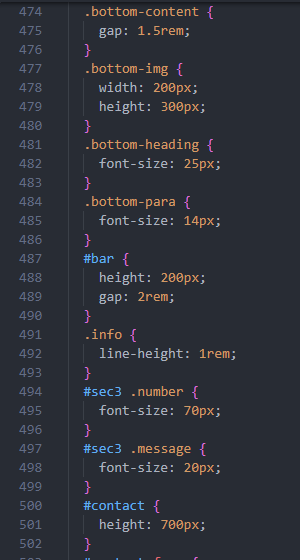 474 .bottom-content {
475 gap: 1.5rem;
476 }
477 .bottom-img {
478 width: 200px;
479 height: 300px;
480 }
481 .bottom-heading {
482 font-size: 25px;
483 }
484 .bottom-para {
485 font-size: 14px;
486 }
487 #bar {
488 height: 200px;
489 gap: 2rem;
490 }
491 .info {
492 line-height: 1rem;
493 }
494 #sec3 .number {
495 font-size: 70px;
496 }
497 #sec3 .message {
498 font-size: 20px;
499 }
500 #contact {
501 height: 700px;
502 }